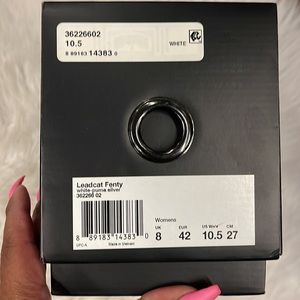 36226602
10.5
8 89183 14383 0
WHITE
Leadcat Fenty
white-puma silver
362266 02
Womens
UK
EUR
US
CM
8
42
10.5
27
8 89183 14383 0
UPC-A
Made in Vietnam